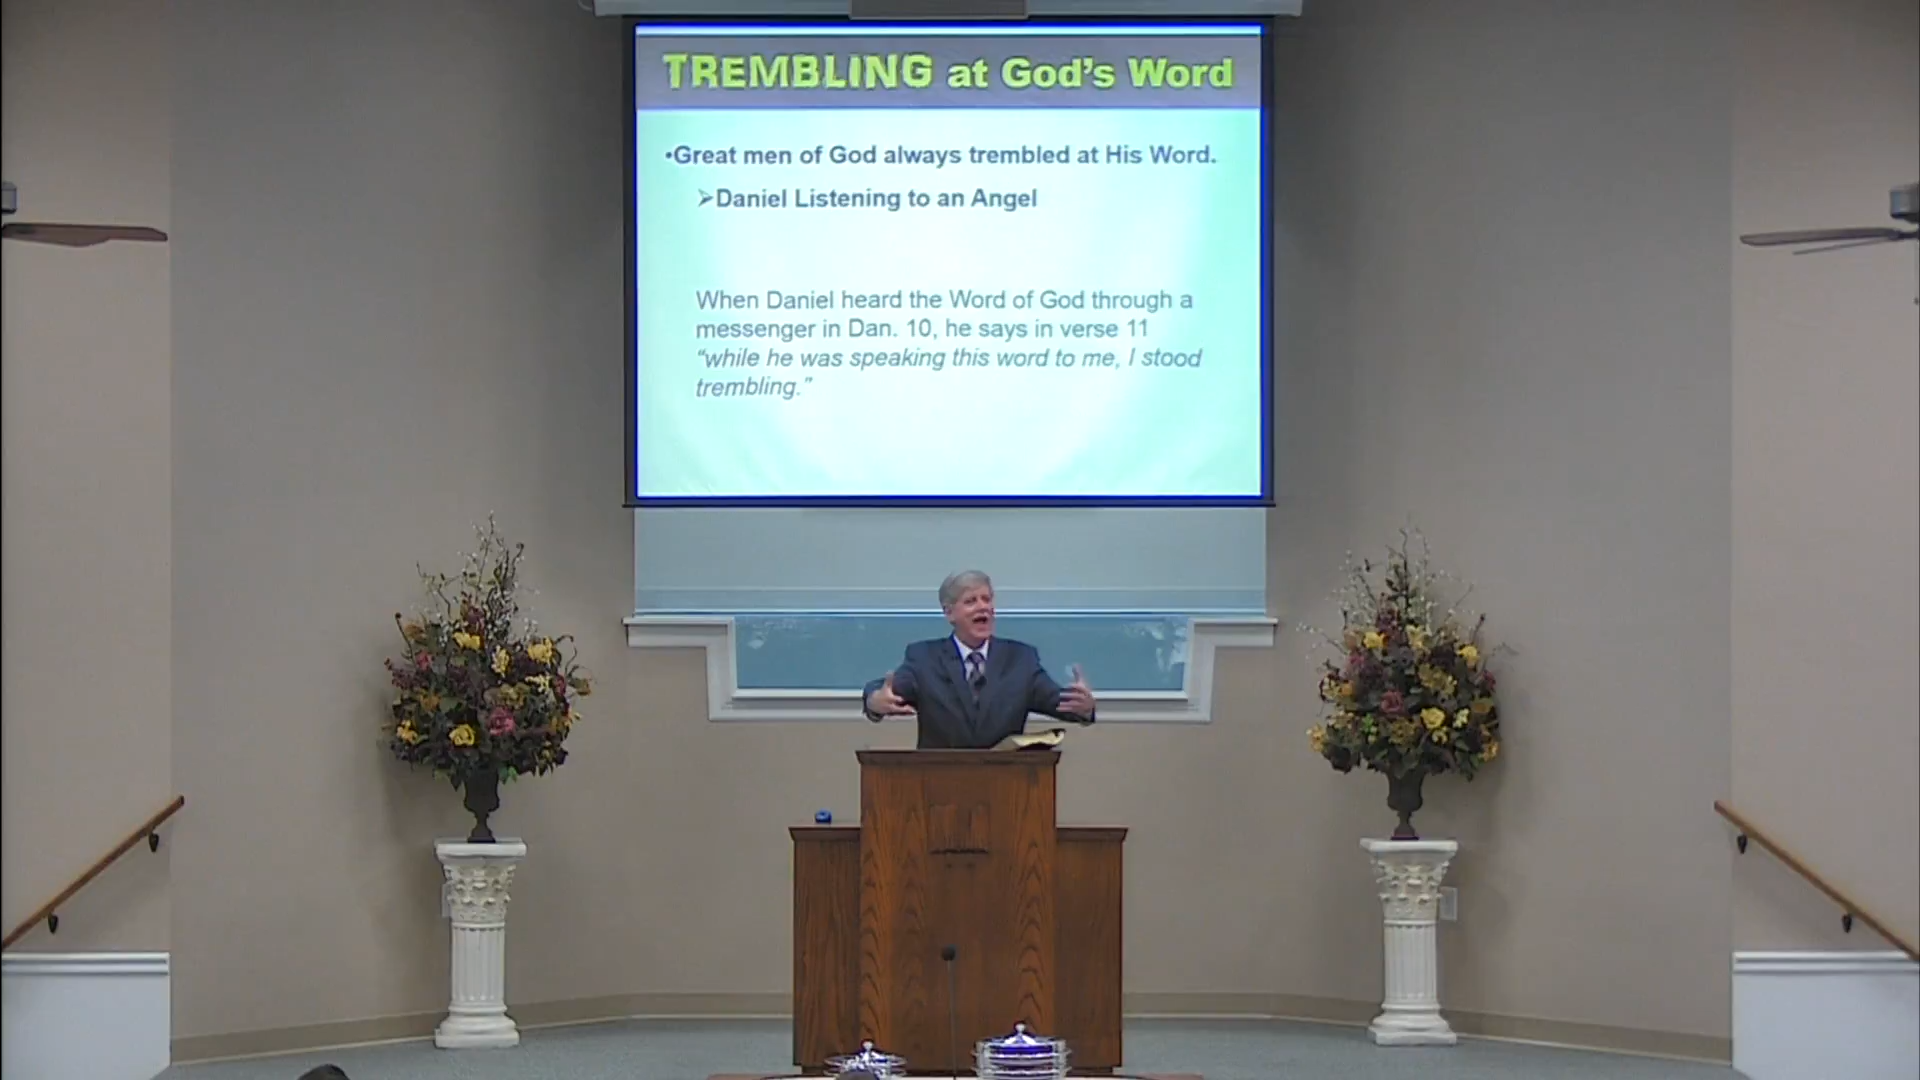 TREMBLING at God's Word
•Great men of God always trembled at His Word.
➢Daniel Listening to an Angel
When Daniel heard the Word of God through a
messenger in Dan. 10, he says in verse 11
“while he was speaking this word to me, I stood
trembling.”